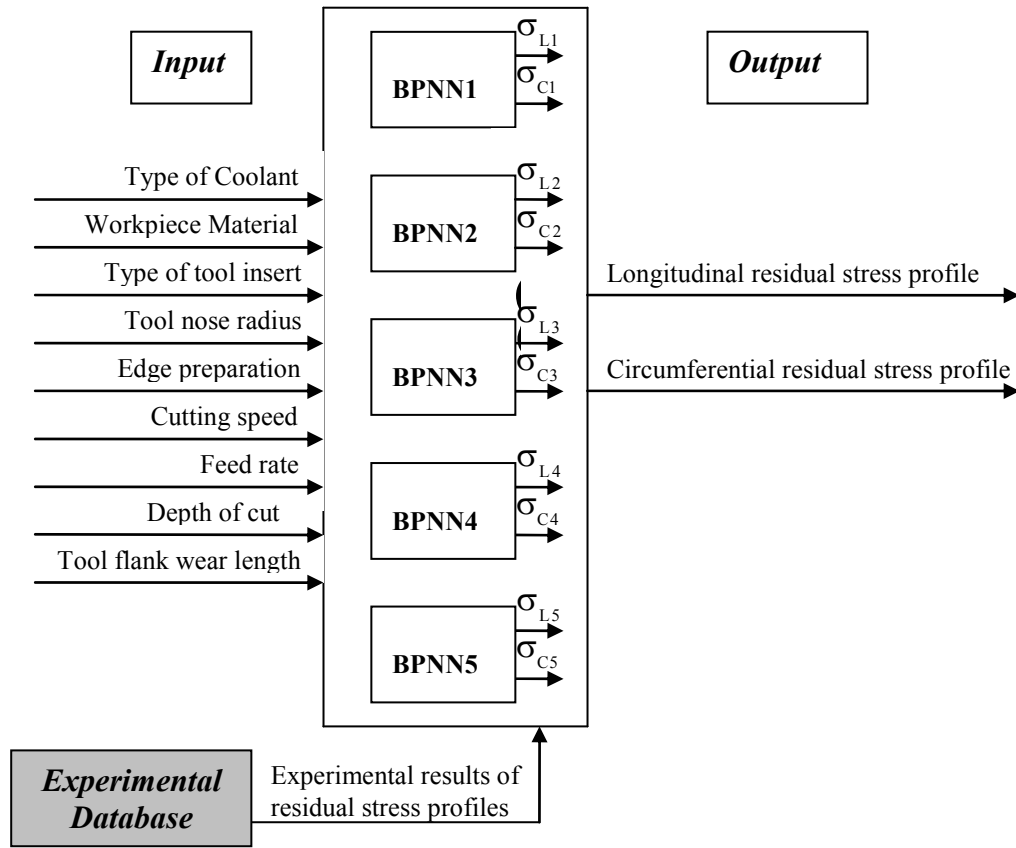 Input
Output
σL1
BPNN1
σC1
Type of Coolant
Workpiece Material
Type of tool insert
Tool nose radius
Edge preparation
Cutting speed
Feed rate
Depth of cut
Tool flank wear length
σL2
BPNN2
σC2
σL3
BPNN3
σC3
σL4
BPNN4
σC4
σL5
BPNN5
σC5
Longitudinal residual stress profile
Circumferential residual stress profile
Experimental
Database
Experimental results of
residual stress profiles